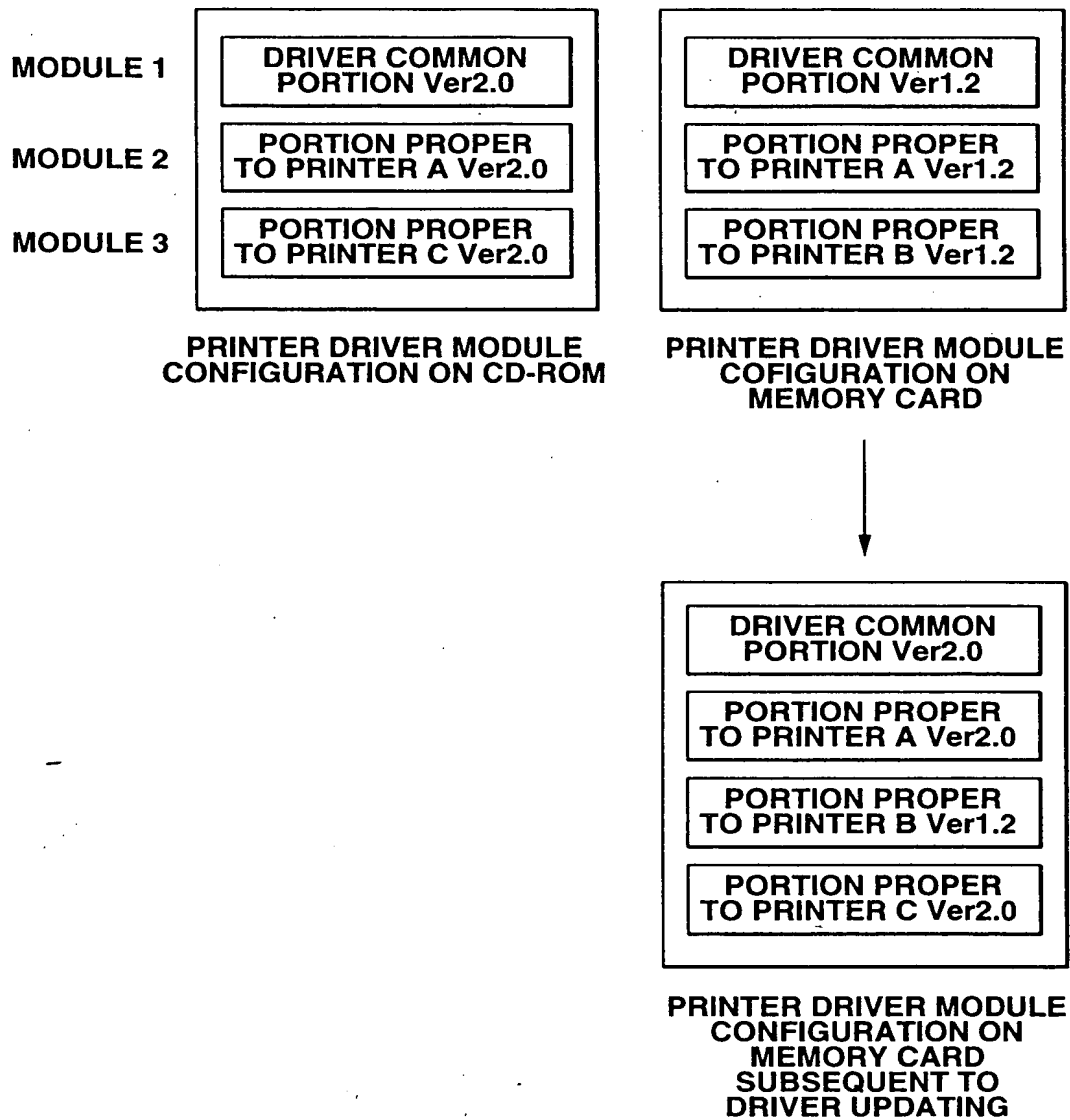 MODULE 1
DRIVER COMMON
PORTION Ver2.0
MODULE 2
PORTION PROPER
TO PRINTER A Ver2.0
MODULE 3
PORTION PROPER
TO PRINTER C Ver2.0
PRINTER DRIVER MODULE
CONFIGURATION ON CD-ROM
DRIVER COMMON
PORTION Ver1.2
PORTION PROPER
TO PRINTER A Ver1.2
PORTION PROPER
TO PRINTER B Ver1.2
PRINTER DRIVER MODULE
COFIGURATION ON
MEMORY CARD
DRIVER COMMON
PORTION Ver2.0
PORTION PROPER
TO PRINTER A Ver2.0
PORTION PROPER
TO PRINTER B Ver1.2
PORTION PROPER
TO PRINTER C Ver2.0
PRINTER DRIVER MODULE
CONFIGURATION ON
MEMORY CARD
SUBSEQUENT TO
DRIVER UPDATING